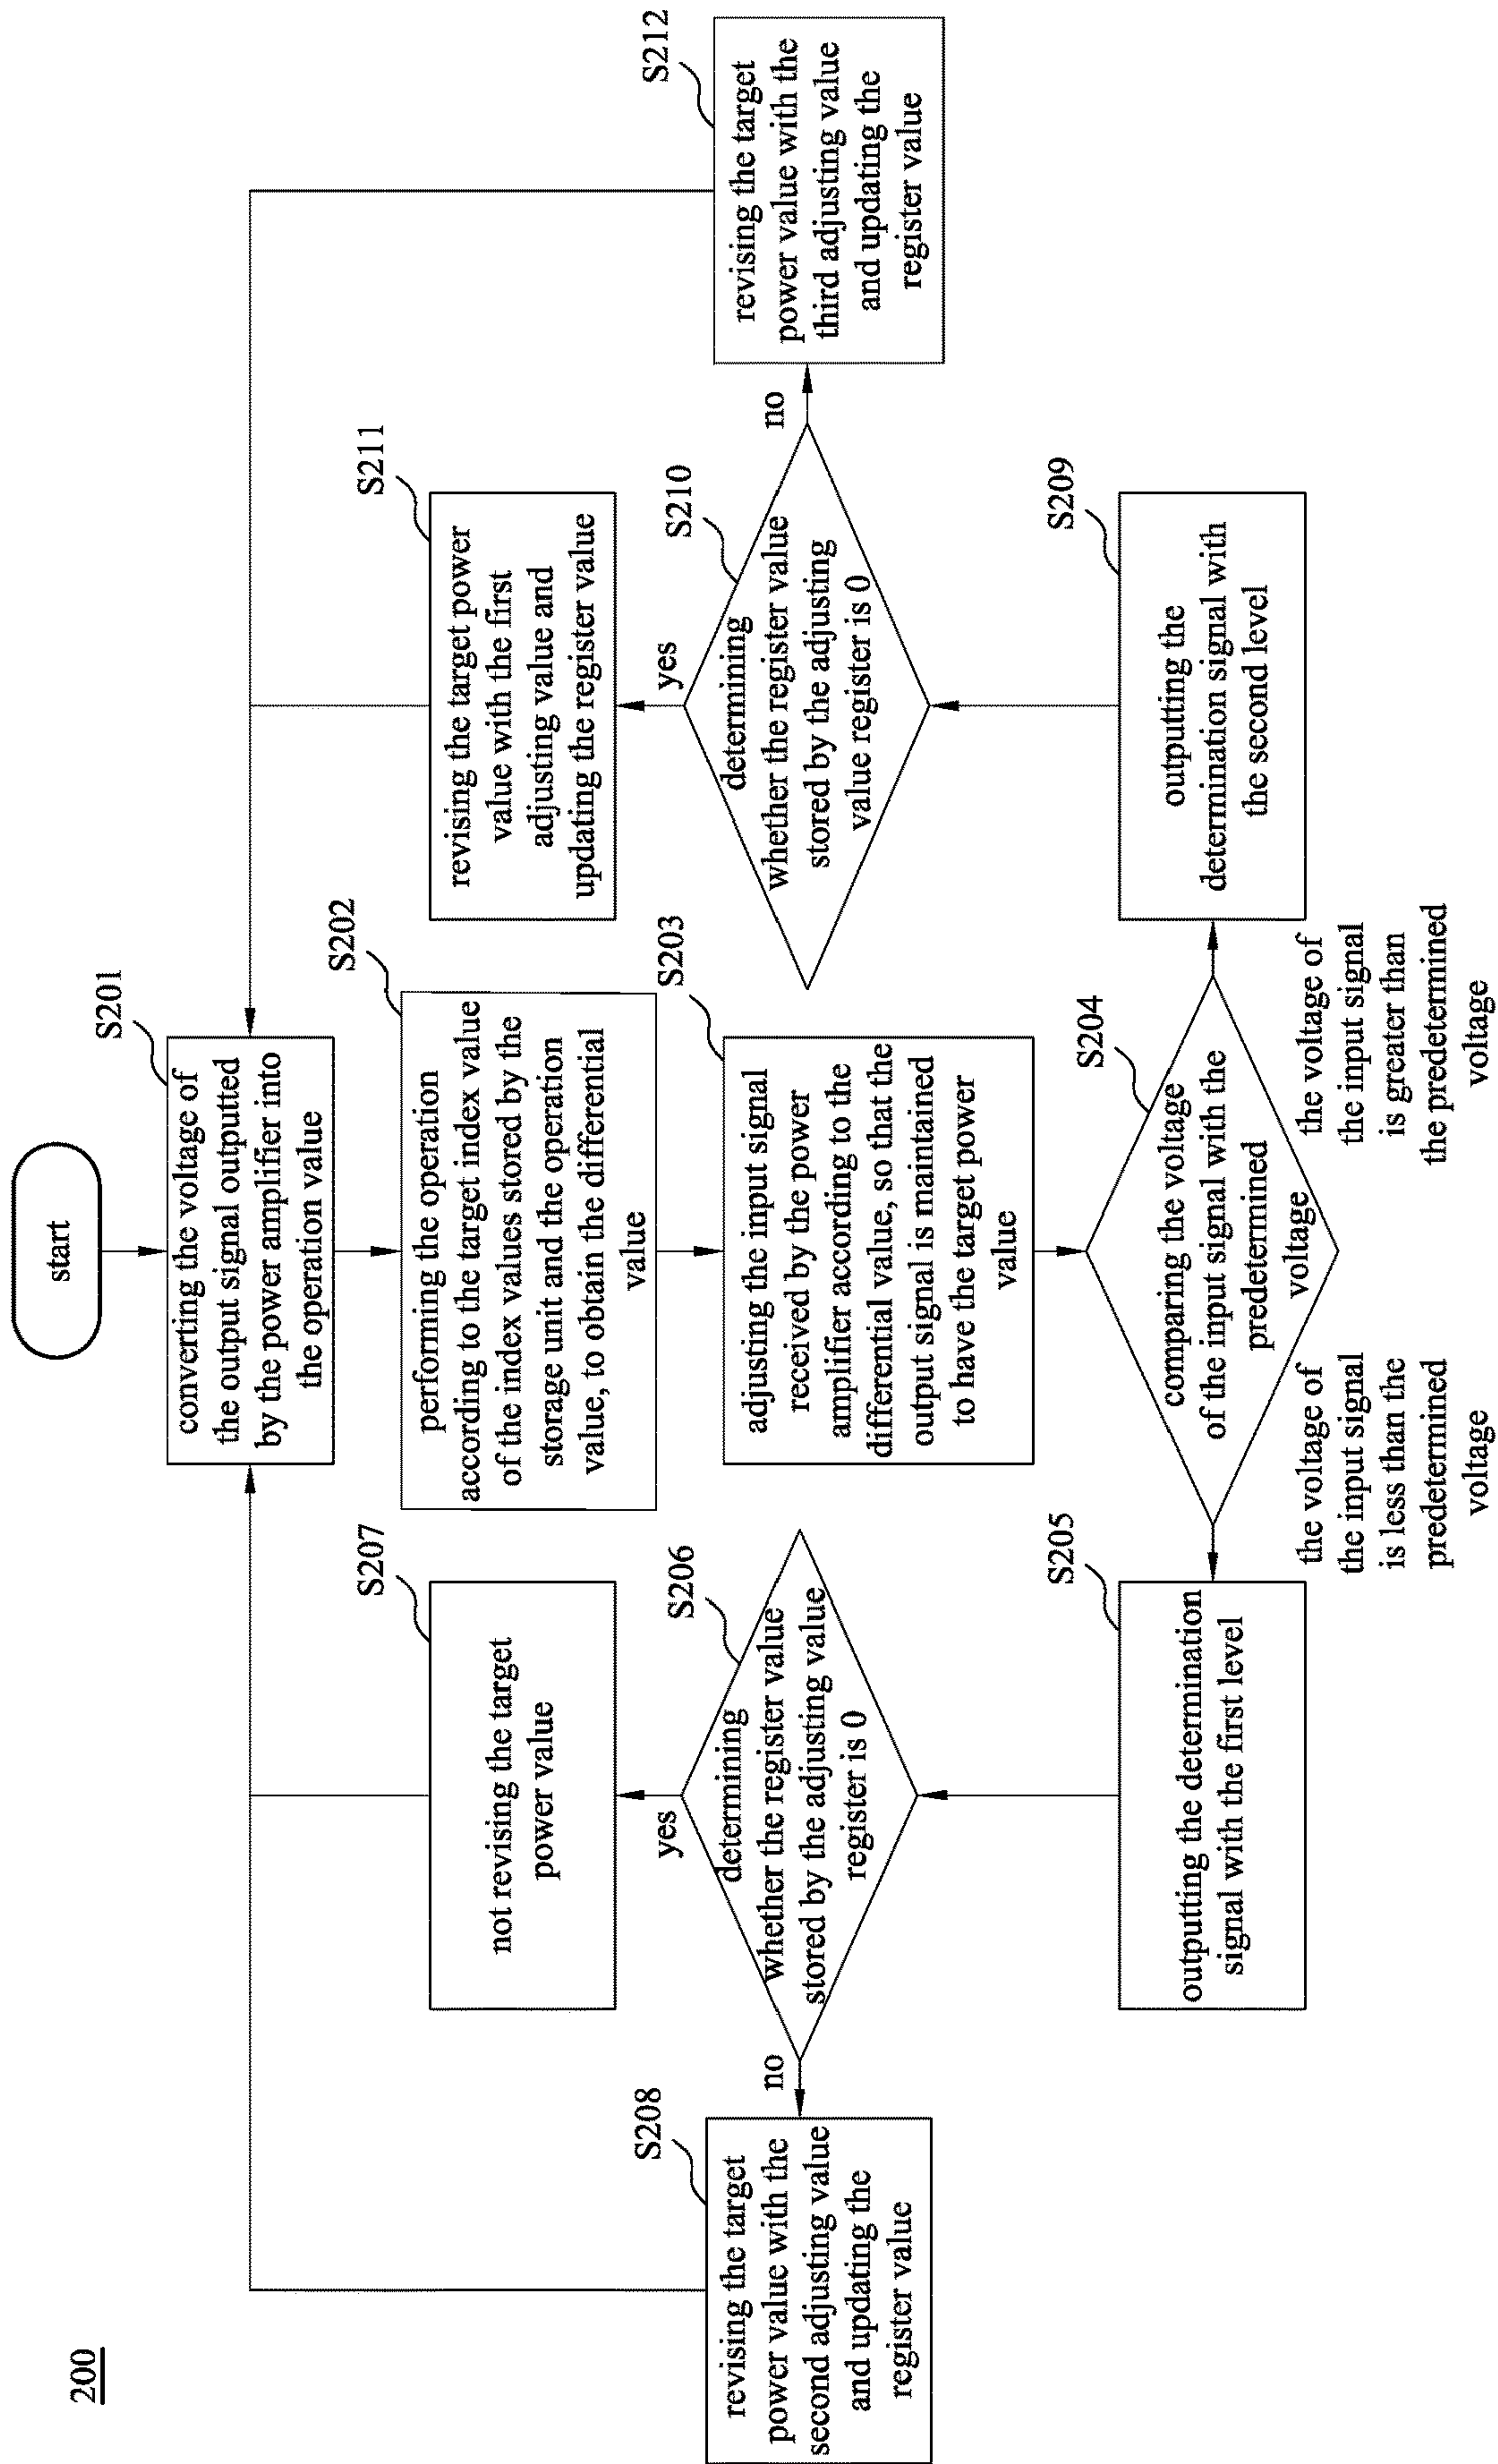 200
start
S201
converting the voltage of
the output signal outputted
by the power amplifier into
the operation value
S202
performing the operation
according to the target index value
of the index values stored by the
storage unit and the operation
value, to obtain the differential
value
S203
adjusting the input signal
received by the power
amplifier according to the
differential value, so that the
output signal is maintained
to have the target power
value
S204
comparing the voltage
of the input signal with the
predetermined
voltage
the voltage of
the input signal
is less than the
predetermined
voltage
S205
outputting the determination
signal with the first level
S206
determining
whether the register value
stored by the adjusting value
register is 0
yes
S207
not revising the target
power value
no
S208
revising the target
power value with the
second adjusting value
and updating the
register value
the voltage of
the input signal
is greater than
the predetermined
voltage
S209
outputting the
determination signal with
the second level
S210
determining
whether the register value
stored by the adjusting
value register is 0
yes
S211
revising the target power
value with the first
adjusting value and
updating the register value
no
S212
revising the target
power value with the
third adjusting value
and updating the
register value